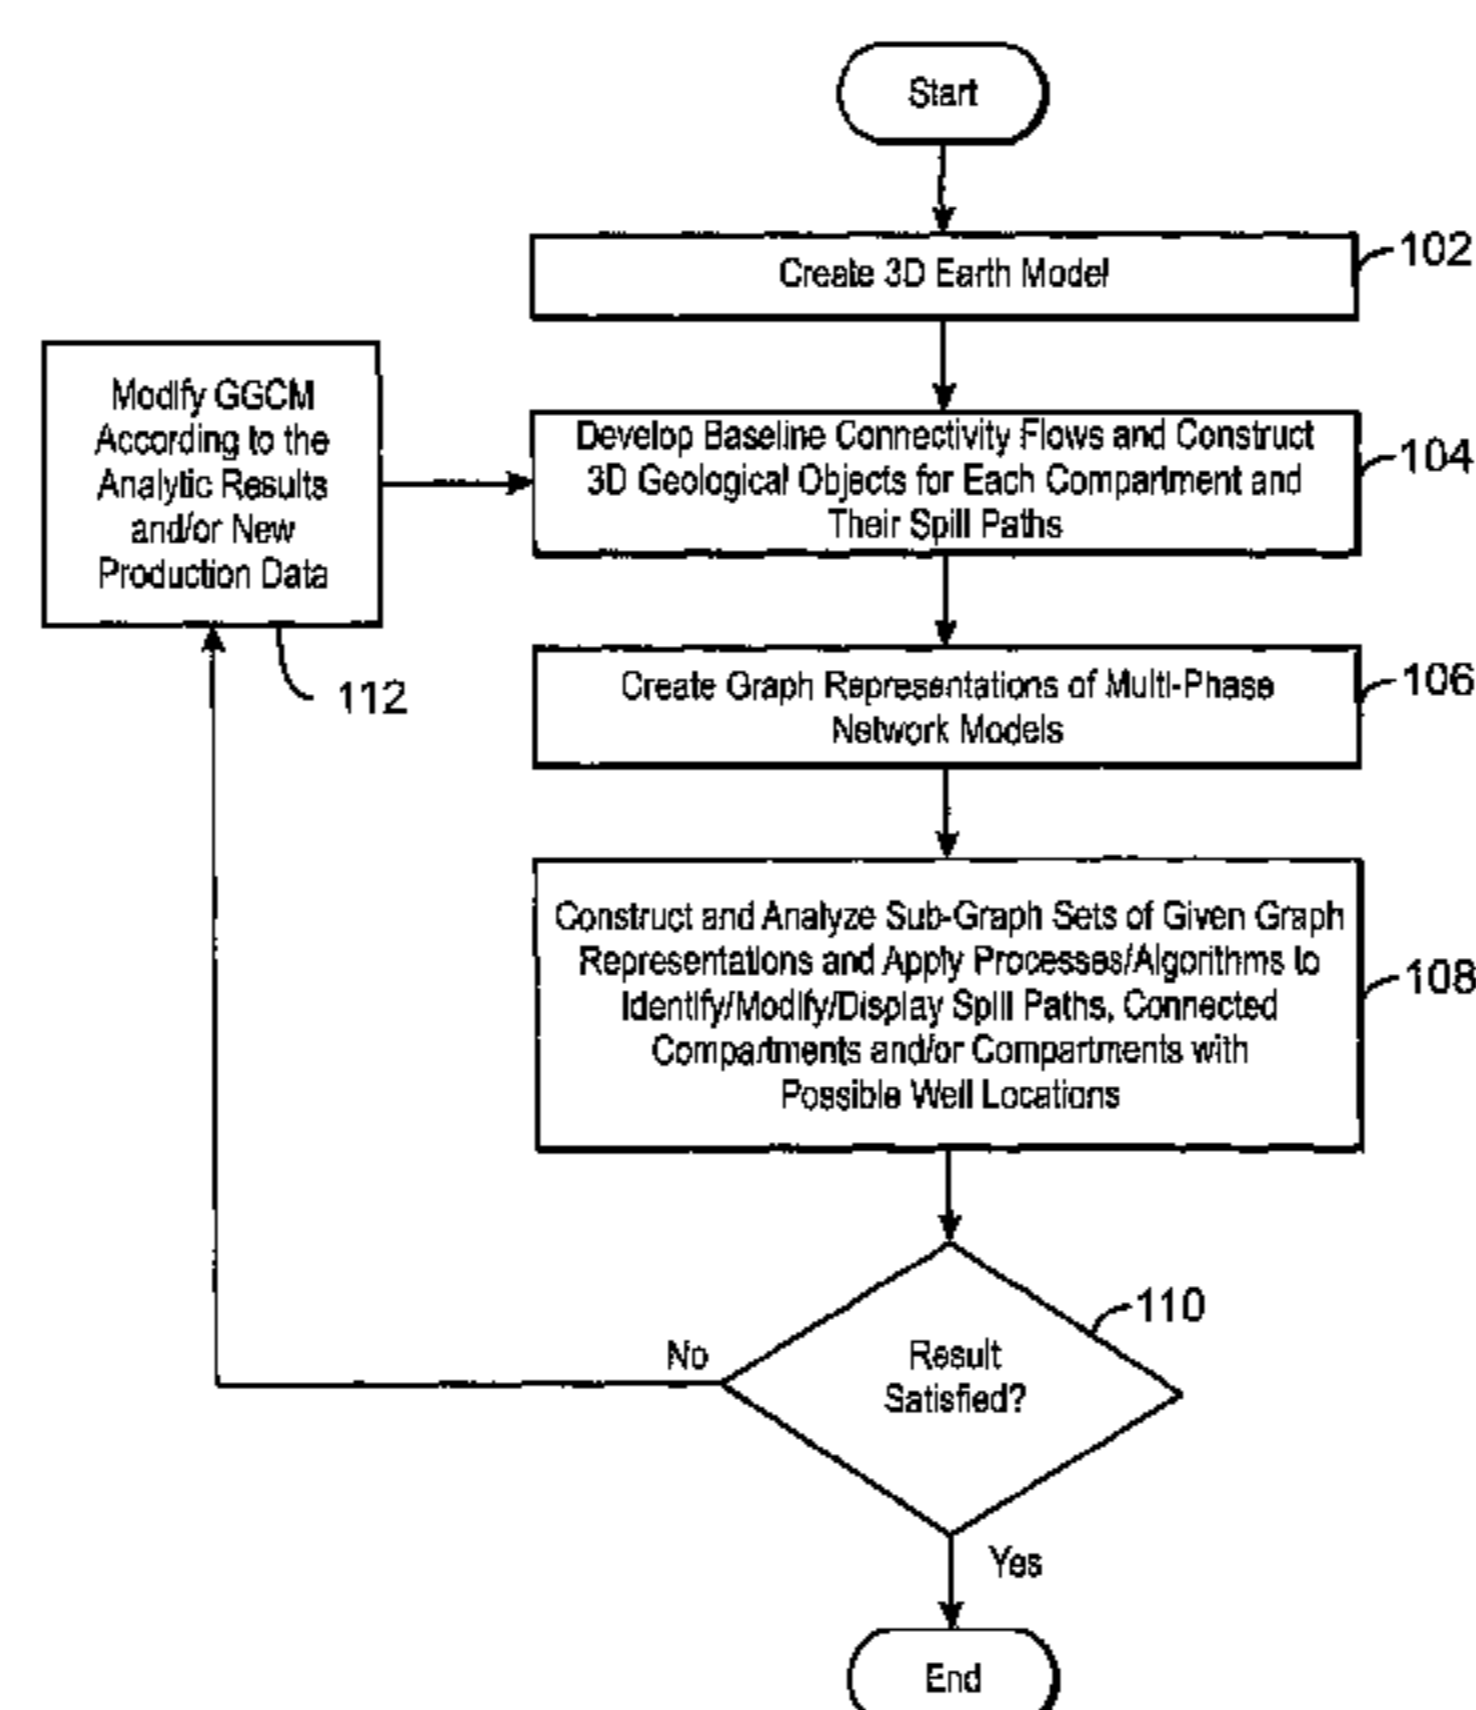 Start
Create 3D Earth Model
102
Modify GGCM
According to the
Analytic Results
and/or New
Production Data
112
Develop Baseline Connectivity Flows and Construct
3D Geological Objects for Each Compartment and
Their Spill Paths
104
Create Graph Representations of Multi-Phase
Network Models
106
Construct and Analyze Sub-Graph Sets of Given Graph
Representations and Apply Processes/Algorithms to
Identify/Modify/Display Spill Paths, Connected
Compartments and/or Compartments with
Possible Well Locations
108
Result
Satisfied?
110
No
Yes
End